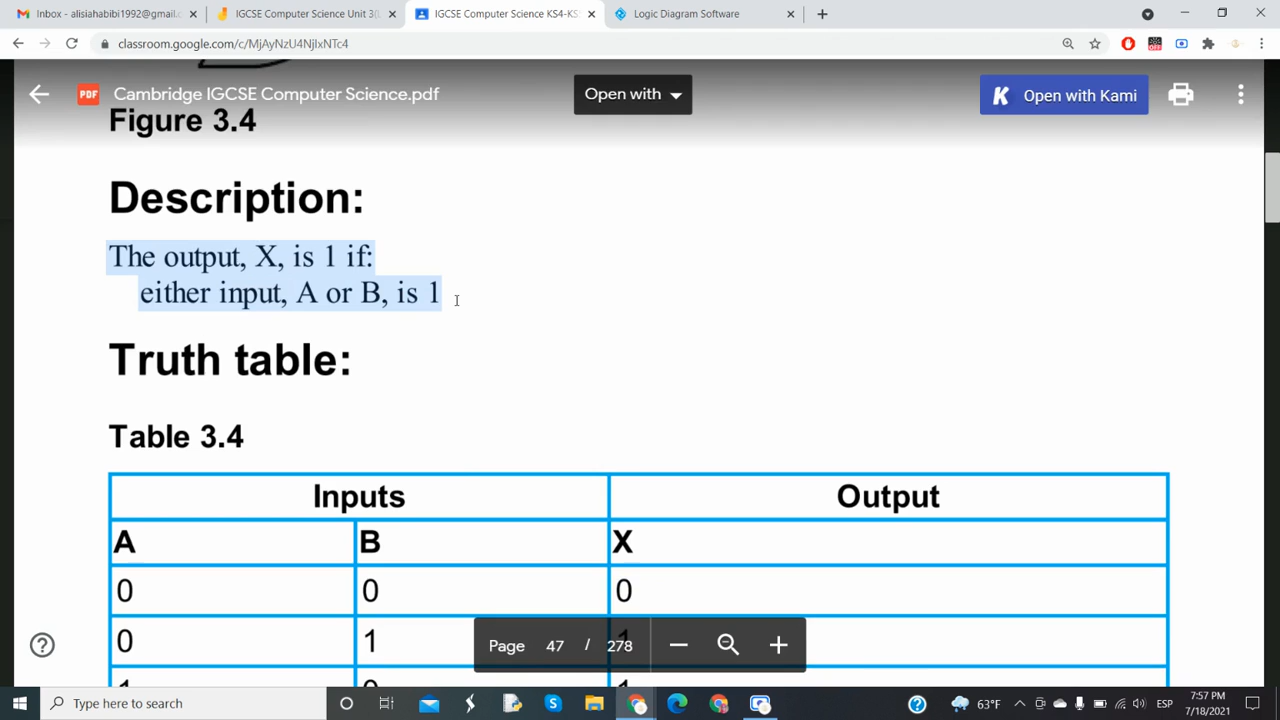 Inbox - alisiahabibi1992@gmail.c
IGCSE Computer Science Unit 3(
IGCSE Computer Science KS4-KS
Logic Diagram Software
classroom.google.com/c/MjAyNzU4NjIxNTc4
OFF
PDF
Cambridge IGCSE Computer Science.pdf
Open with
K Open with Kami
Figure 3.4
Description:
The output, X, is 1 if:
either input, A or B, is 1
Truth table:
Table 3.4
Inputs Output
A B X
0 0 0
0 1 1
Page 47 / 278
Type here to search
63°F
ESP
7:57 PM
7/18/2021